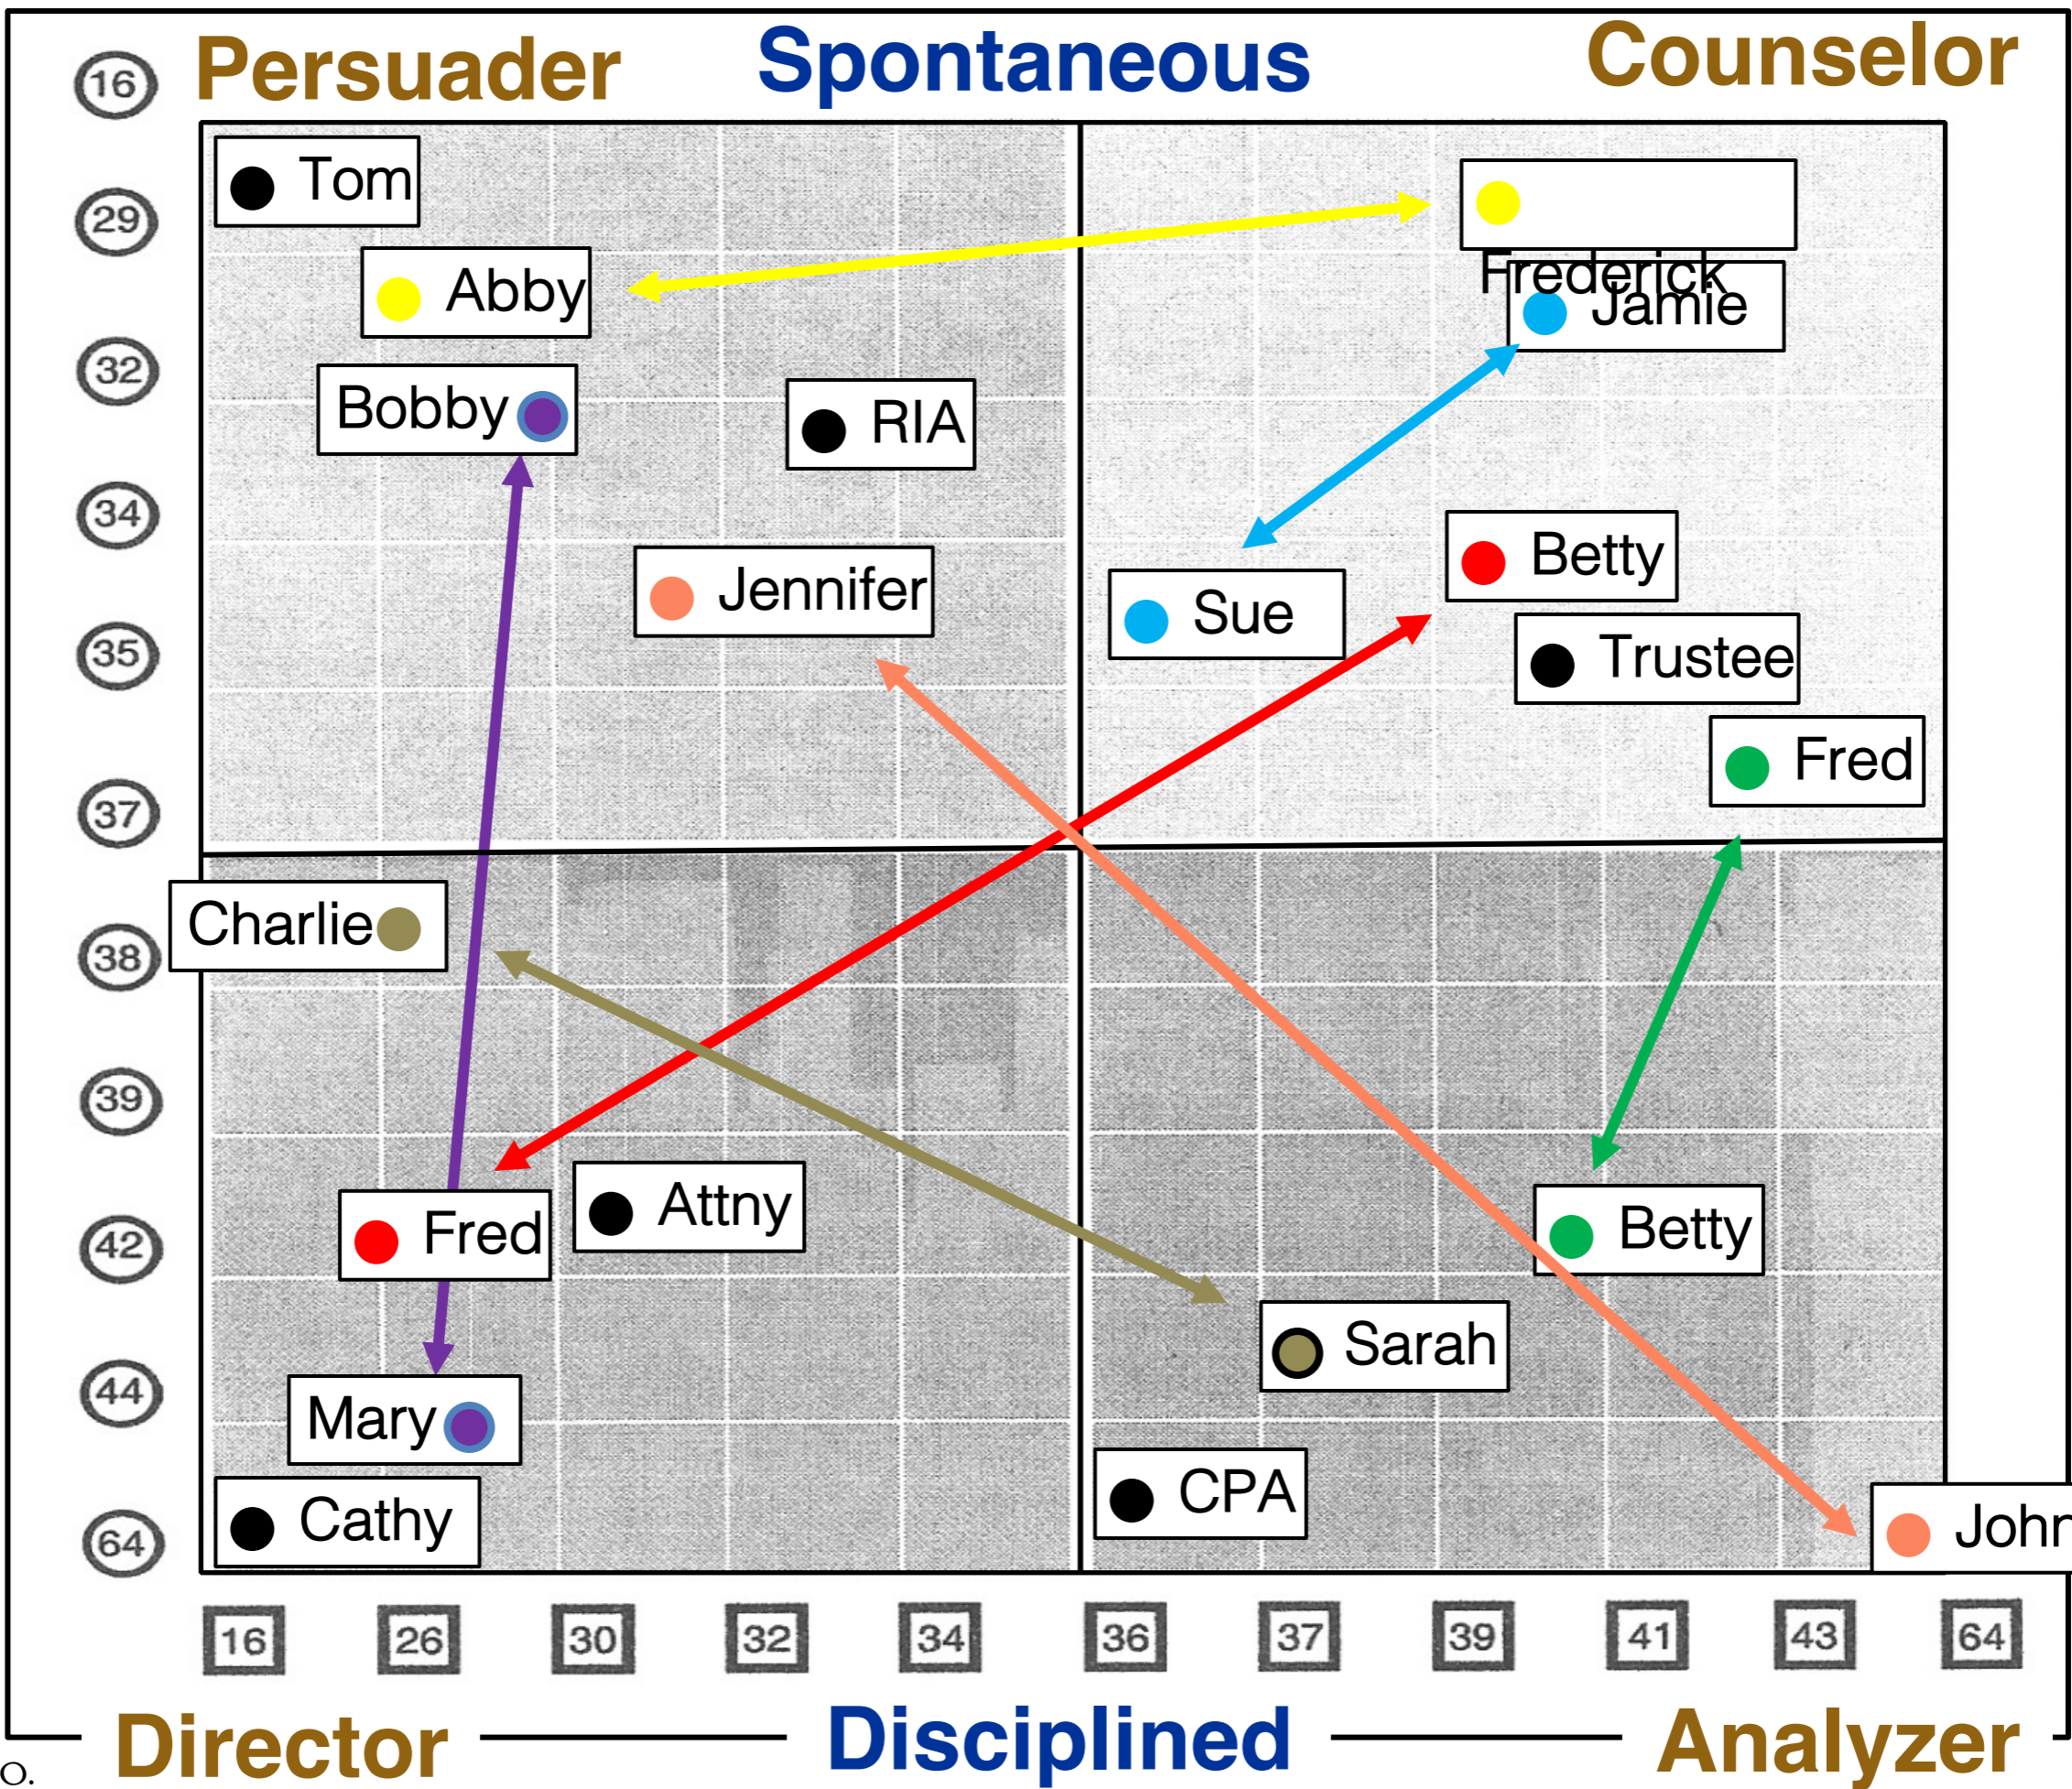 Persuader Spontaneous Counselor
16
Tom
29
Abby
Frederick
Jamie
32
Bobby
RIA
34
Betty
Jennifer
Sue
35
Trustee
Fred
37
Charlie
38
39
Attny
Fred
Betty
42
Sarah
44
Mary
CPA
Cathy
John
64
16 26 30 32 34 36 37 39 41 43 64
Director Disciplined Analyzer
o.